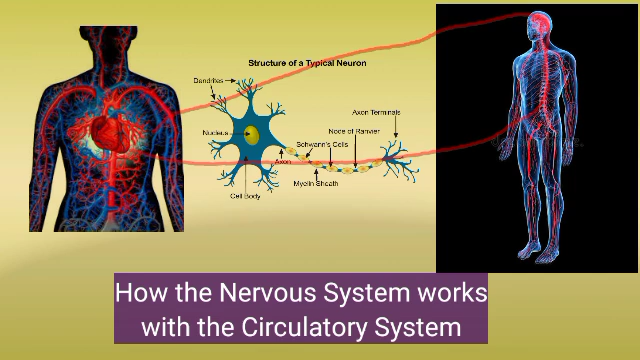 Structure of a Typical Neuron
Dendrites
Axon Terminals
Nucleus
Node of Ranvier
Schwann's Cells
Axon
Myelin Sheath
Cell Body
How the Nervous System works
with the Circulatory System